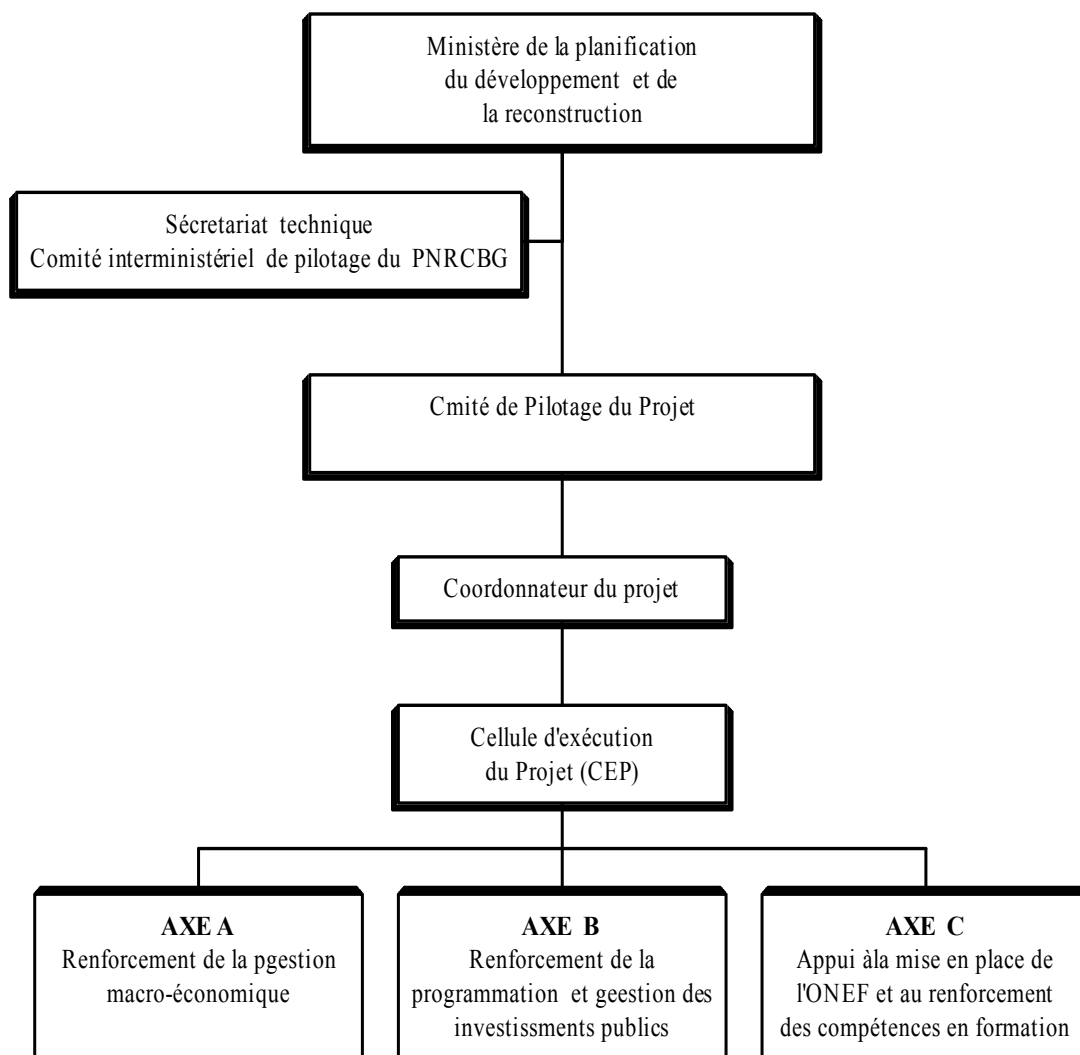 Ministère de la planification
du développement et de
la reconstruction
Sécretariat technique
Comité interministériel de pilotage du PNRCBG
Cmité de Pilotage du Projet
Coordonnateur du projet
Cellule d'exécution
du Projet (CEP)
AXE A
Renforcement de la pgestion
macro-économique
AXE B
Renforcement de la
programmation et geestion des
investissments publics
AXE C
Appui àla mise en place de
l'ONEF et au renforcement
des compétences en formation